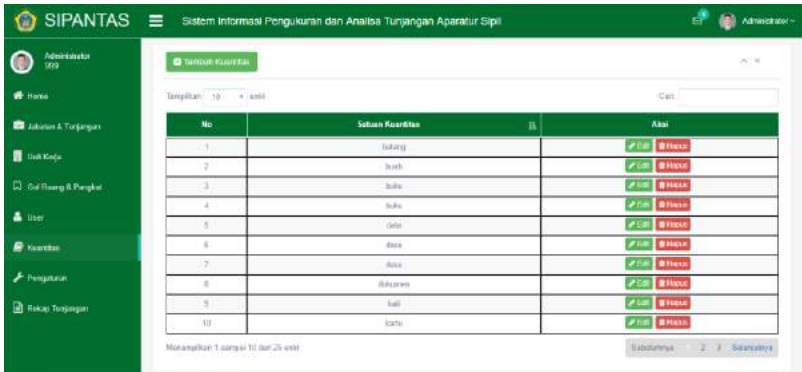 SIPANTAS
Sistem Informasi Pengukuran dan Analisa Tunjangan Aparatur Sipil
Administrator
Administrator
Home
Jabatan & Tunjangan
Unit Kerja
Gol Ruang & Pangkat
User
Kuantitas
Pengaturan
Rekap Tunjangan
Tambah Kuantitas
Tampilkan 10 entri
Cari:
No Satuan Kuantitas Aksi
1 batang Edit Hapus
2 buah Edit Hapus
3 buku Edit Hapus
4 buku Edit Hapus
5 Edit Hapus
6 desa Edit Hapus
7 desa Edit Hapus
8 dokumen Edit Hapus
9 kali Edit Hapus
10 kartu Edit Hapus
Menampilkan 1 sampai 10 dari 25 entri
Sebelumnya 1 2 3 Selanjutnya